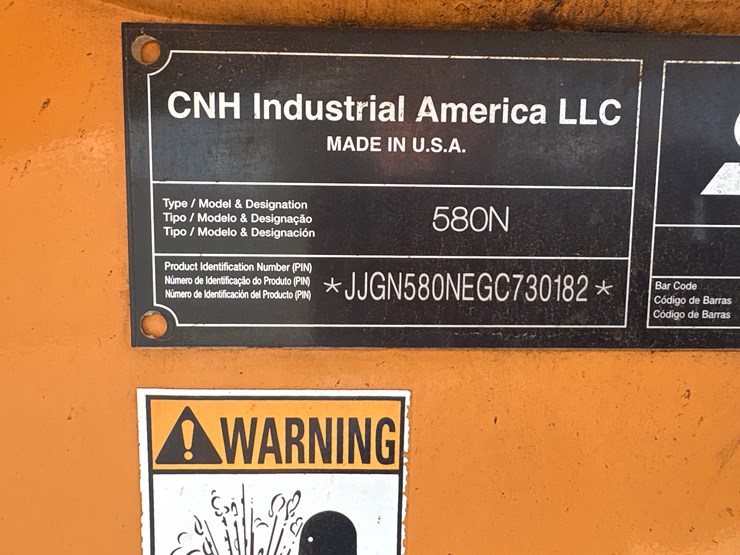 CNH Industrial America LLC
MADE IN U.S.A.
Type / Model & Designation
Tipo / Modelo & Designação
Tipo / Modelo & Designación
580N
Product Identification Number (PIN)
Número de Identificação do Produto (PIN)
Número de Identificación del Producto (PIN)
*JJGN580NEGC730182*
Bar Code
Código de Barras
Código de Barras
WARNING